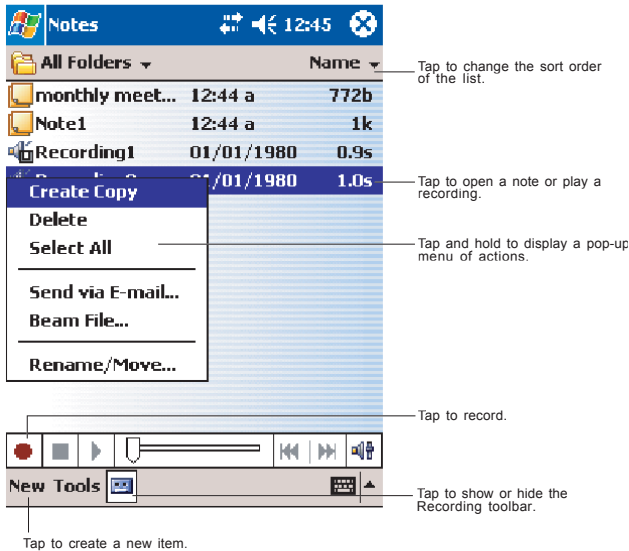 Notes 12:45
All Folders Name
Tap to change the sort order
of the list.
monthly meet... 12:44 a 772b
Note1 12:44 a 1k
Recording1 01/01/1980 0.9s
01/01/1980 1.0s
Tap to open a note or play a
recording.
Create Copy
Delete
Select All
Tap and hold to display a pop-up
menu of actions.
Send via E-mail...
Beam File...
Rename/Move...
Tap to record.
New Tools
Tap to show or hide the
Recording toolbar.
Tap to create a new item.